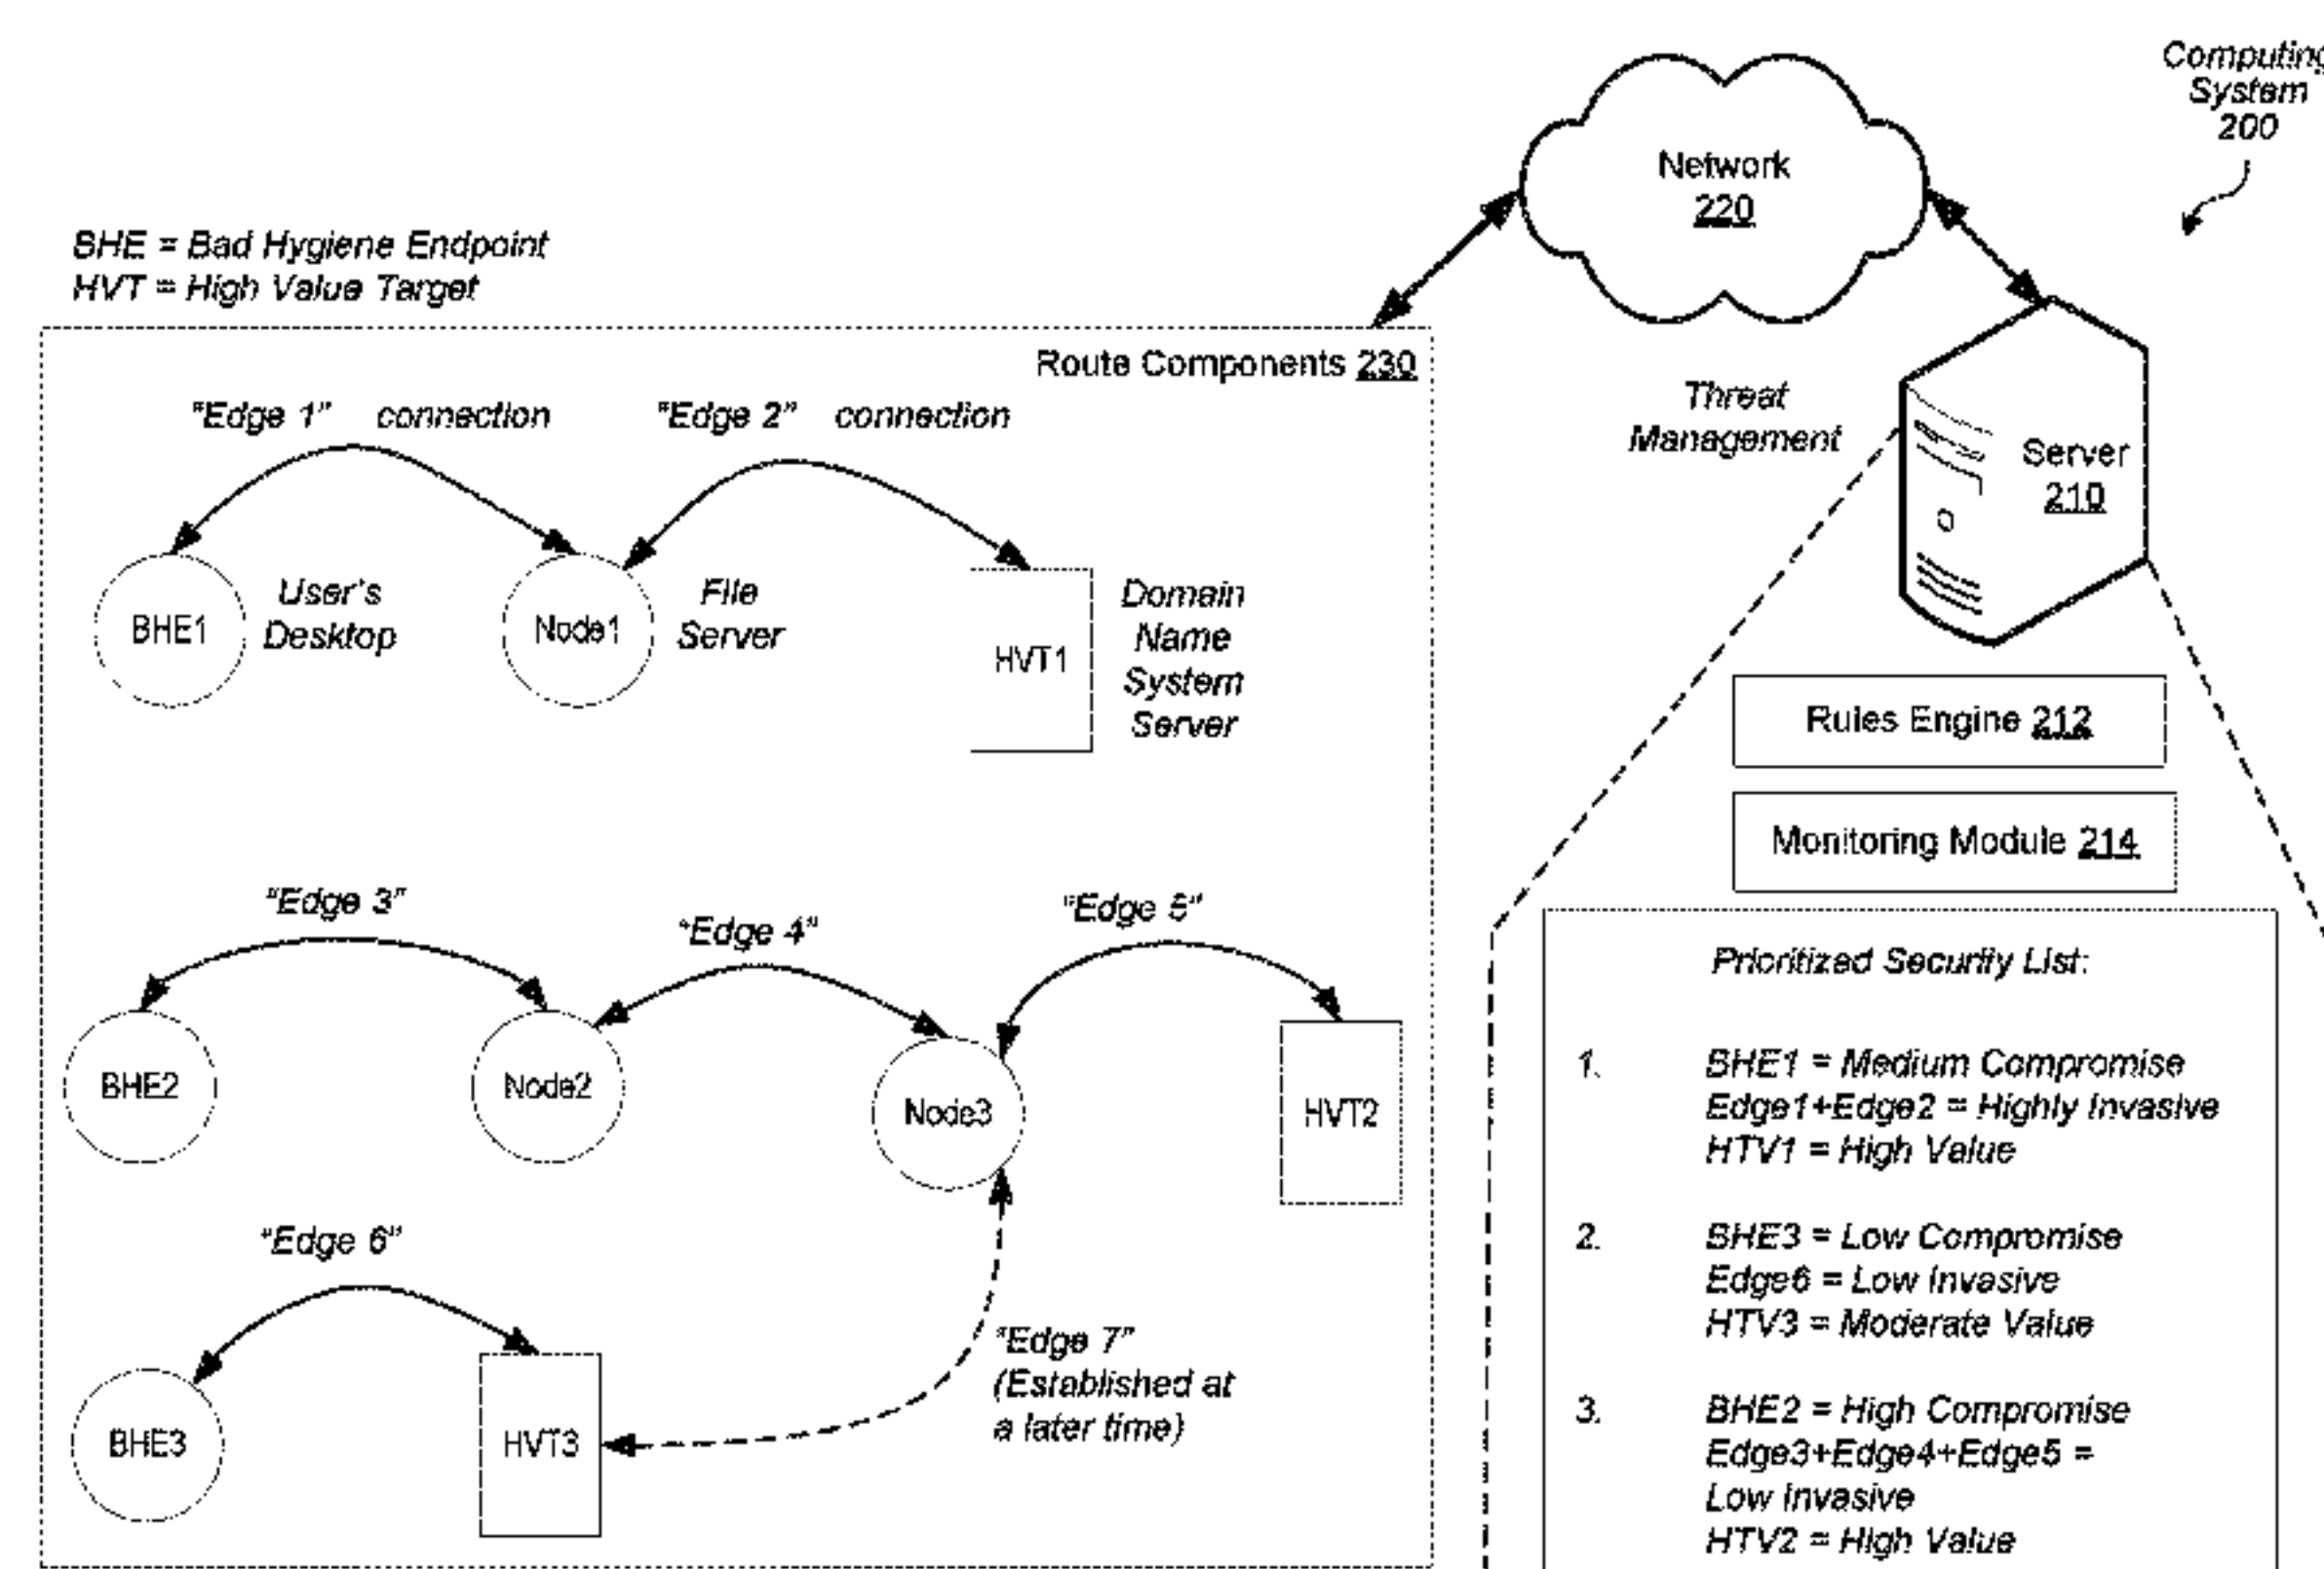 Computing
System
200
Network
220
BHE = Bad Hygiene Endpoint
HVT = High Value Target
Route Components 230
"Edge 1" connection
"Edge 2" connection
BHE1
User's
Desktop
Node1
File
Server
HVT1
Domain
Name
System
Server
Threat
Management
Server
210
Rules Engine 212
Monitoring Module 214
"Edge 3"
"Edge 4"
"Edge 5"
BHE2
Node2
Node3
HVT2
"Edge 6"
BHE3
HVT3
"Edge 7"
(Established at
a later time)
Prioritized Security List:
1. BHE1 = Medium Compromise
Edge1+Edge2 = Highly Invasive
HTV1 = High Value
2. BHE3 = Low Compromise
Edge6 = Low Invasive
HTV3 = Moderate Value
3. BHE2 = High Compromise
Edge3+Edge4+Edge5 =
Low Invasive
HTV2 = High Value